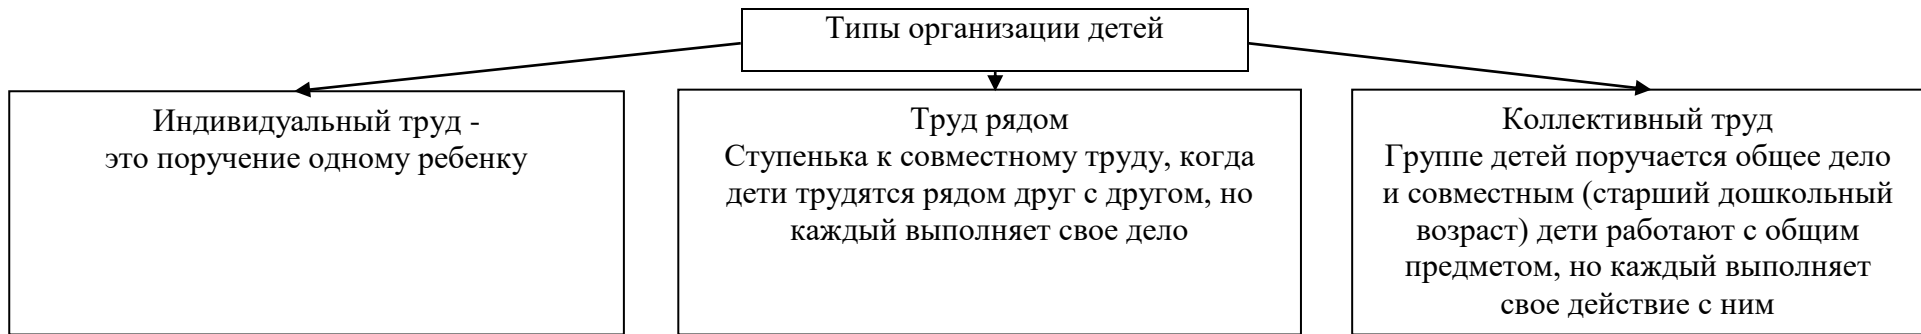 Типы организации детей
Индивидуальный труд -
это поручение одному ребенку
Труд рядом
Ступенька к совместному труду, когда
дети трудятся рядом друг с другом, но
каждый выполняет свое дело
Коллективный труд
Группе детей поручается общее дело
и совместным (старший дошкольный
возраст) дети работают с общим
предметом, но каждый выполняет
свое действие с ним